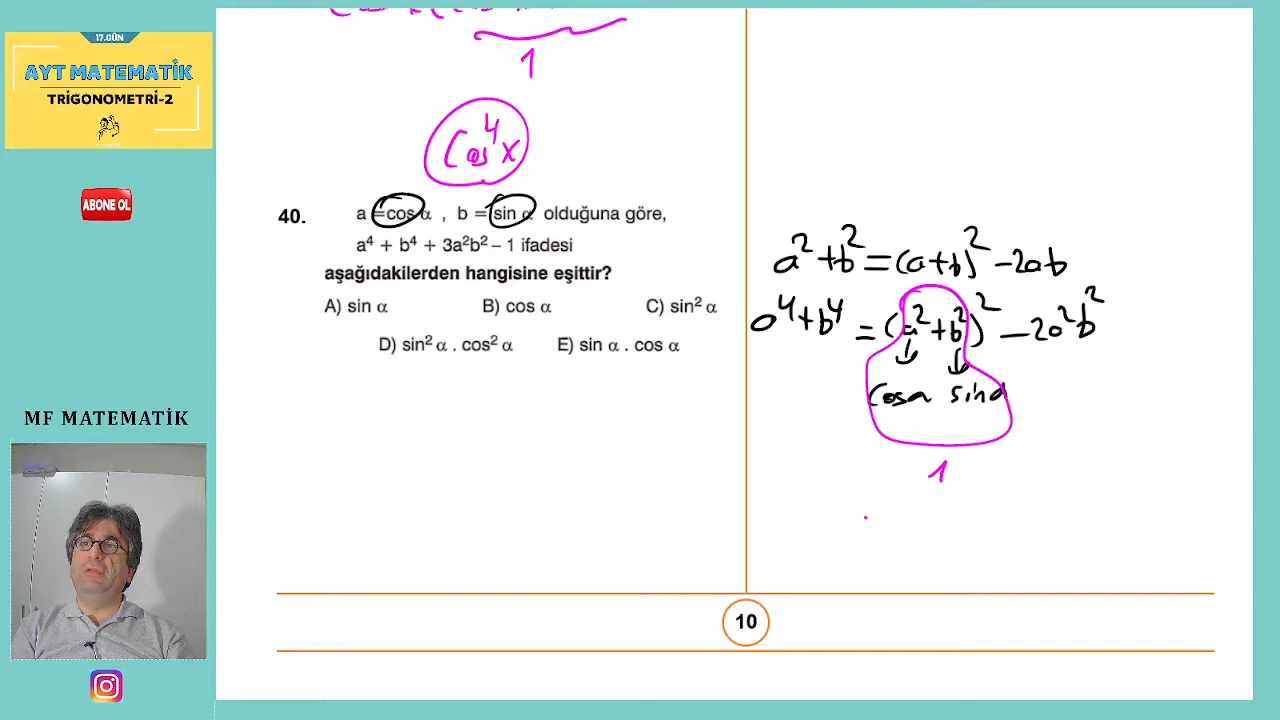 17.GÜN
AYT MATEMATİK
TRİGONOMETRİ-2
ABONE OL
MF MATEMATİK
1
Cos⁴x
40. a =cos α , b = sin α olduğuna göre,
a⁴ + b⁴ + 3a²b² – 1 ifadesi
aşağıdakilerden hangisine eşittir?
A) sin α B) cos α C) sin² α
D) sin² α . cos² α E) sin α . cos α
a² + b² = (a+b)² - 2ab
a⁴ + b⁴ = (a² + b²)² - 2a²b²
cosα sinα
1
10